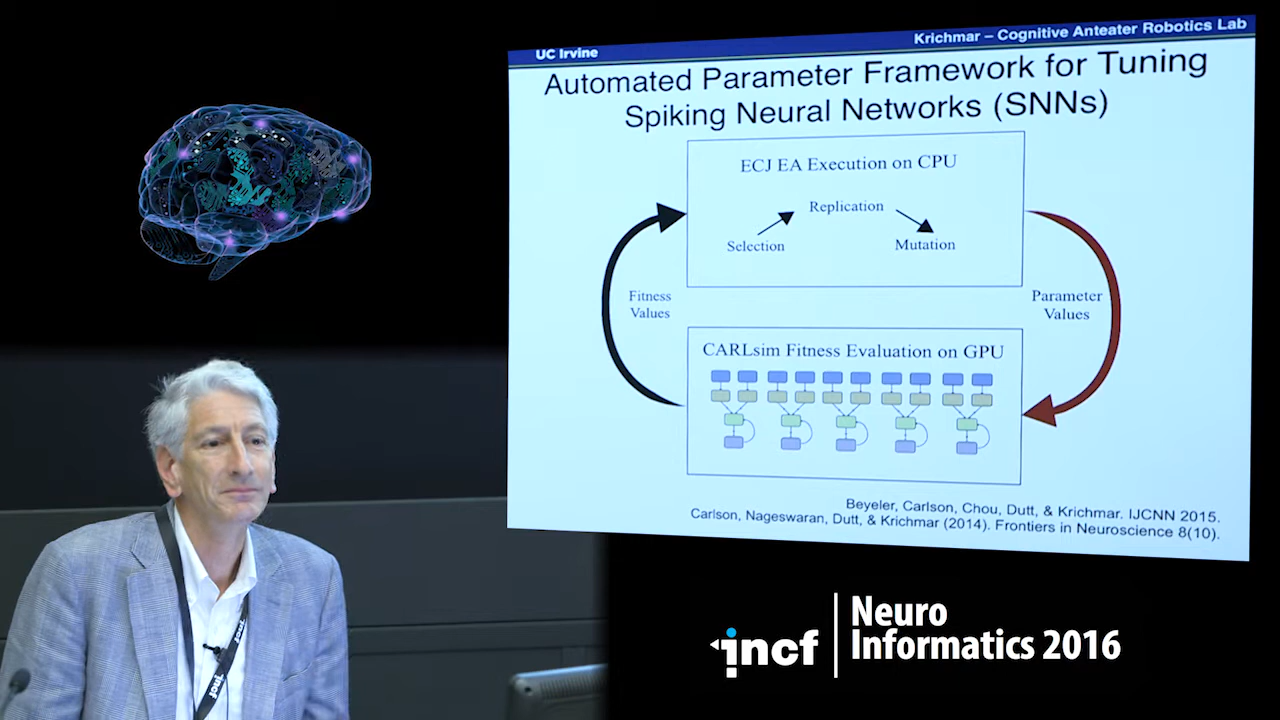 UC Irvine
Krichmar – Cognitive Anteater Robotics Lab
Automated Parameter Framework for Tuning
Spiking Neural Networks (SNNs)
ECJ EA Execution on CPU
Replication
Selection
Mutation
Fitness
Values
Parameter
Values
CARLsim Fitness Evaluation on GPU
Beyeler, Carlson, Chou, Dutt, & Krichmar. IJCNN 2015.
Carlson, Nageswaran, Dutt, & Krichmar (2014). Frontiers in Neuroscience 8(10).
incf
Neuro
Informatics 2016
incf